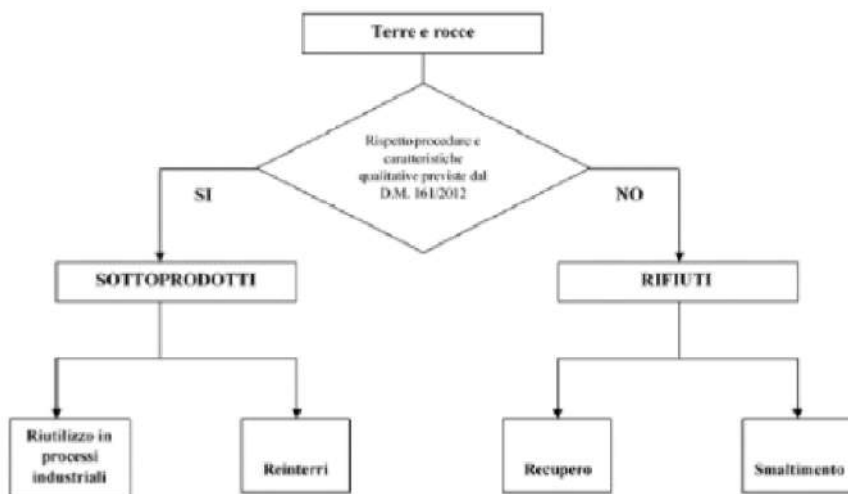 Terre e rocce
Rispetto procedure e
caratteristiche
qualitative previste dal
D.M. 161/2012
SI
NO
SOTTOPRODOTTI
RIFIUTI
Riutilizzo in
processi
industriali
Reinterri
Recupero
Smaltimento